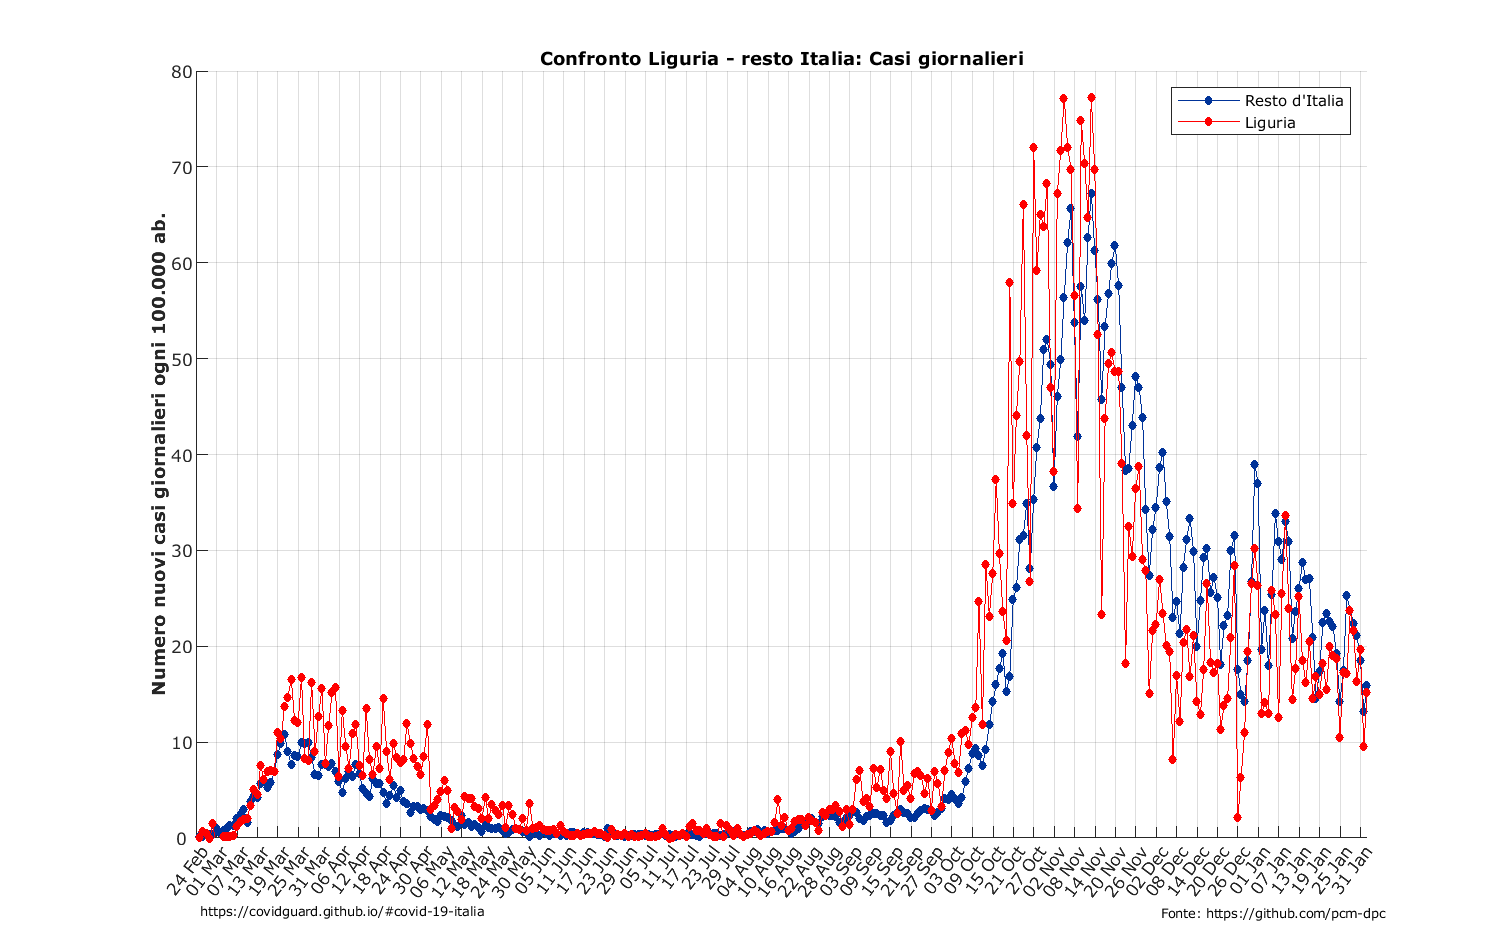 Confronto Liguria - resto Italia: Casi giornalieri
Resto d'Italia
Liguria
Numero nuovi casi giornalieri ogni 100.000 ab.
80
70
60
50
40
30
20
10
0
24 Feb
01 Mar
07 Mar
13 Mar
19 Mar
25 Mar
31 Mar
06 Apr
12 Apr
18 Apr
24 Apr
30 Apr
06 May
12 May
18 May
24 May
30 May
05 Jun
11 Jun
17 Jun
23 Jun
29 Jun
05 Jul
11 Jul
17 Jul
23 Jul
29 Jul
04 Aug
10 Aug
16 Aug
22 Aug
28 Aug
03 Sep
09 Sep
15 Sep
21 Sep
27 Sep
03 Oct
09 Oct
15 Oct
21 Oct
27 Oct
02 Nov
08 Nov
14 Nov
20 Nov
26 Nov
02 Dec
08 Dec
14 Dec
20 Dec
26 Dec
01 Jan
07 Jan
13 Jan
19 Jan
25 Jan
31 Jan
https://covidguard.github.io/#covid-19-italia
Fonte: https://github.com/pcm-dpc